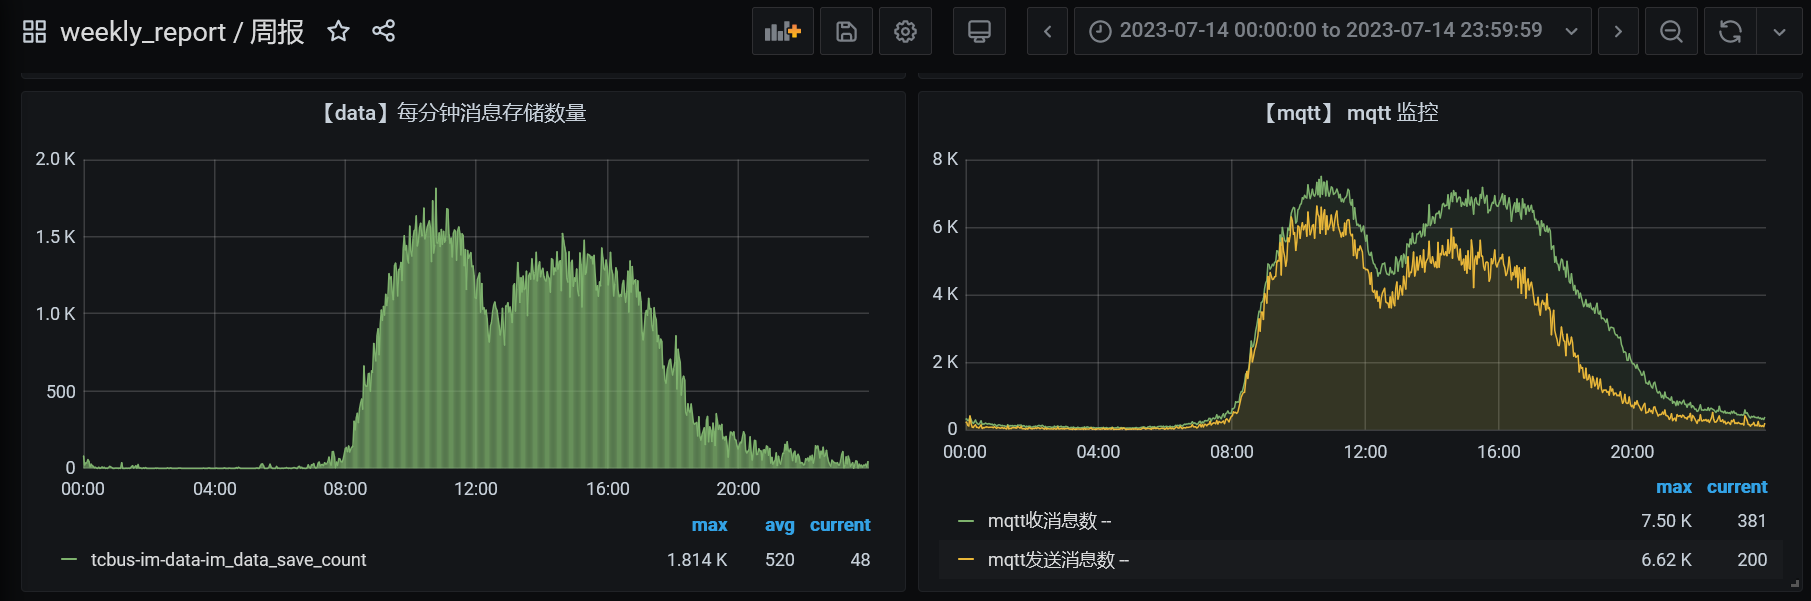 weekly_report / 周报
2023-07-14 00:00:00 to 2023-07-14 23:59:59
【data】每分钟消息存储数量
2.0 K
1.5 K
1.0 K
500
0
00:00 04:00 08:00 12:00 16:00 20:00
max avg current
tcbus-im-data-im_data_save_count 1.814 K 520 48
【mqtt】 mqtt 监控
8 K
6 K
4 K
2 K
0
00:00 04:00 08:00 12:00 16:00 20:00
max current
mqtt收消息数 -- 7.50 K 381
mqtt发送消息数 -- 6.62 K 200